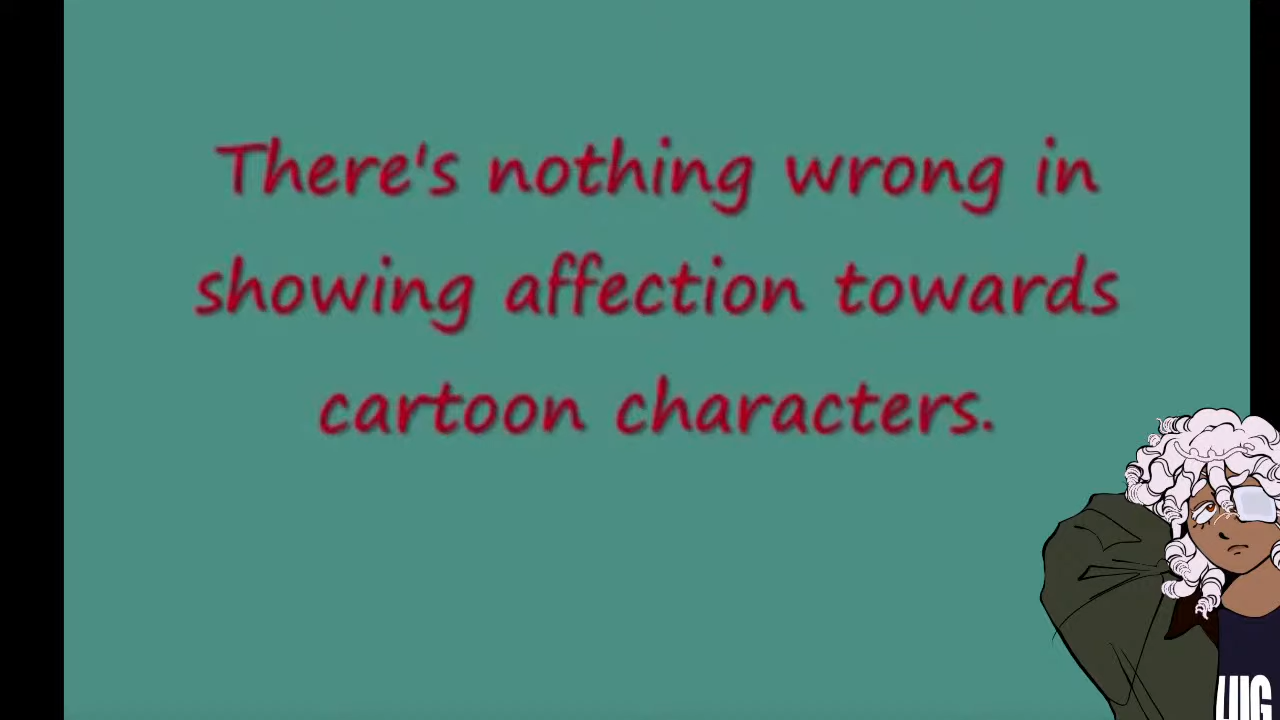 There's nothing wrong in
showing affection towards
cartoon characters.